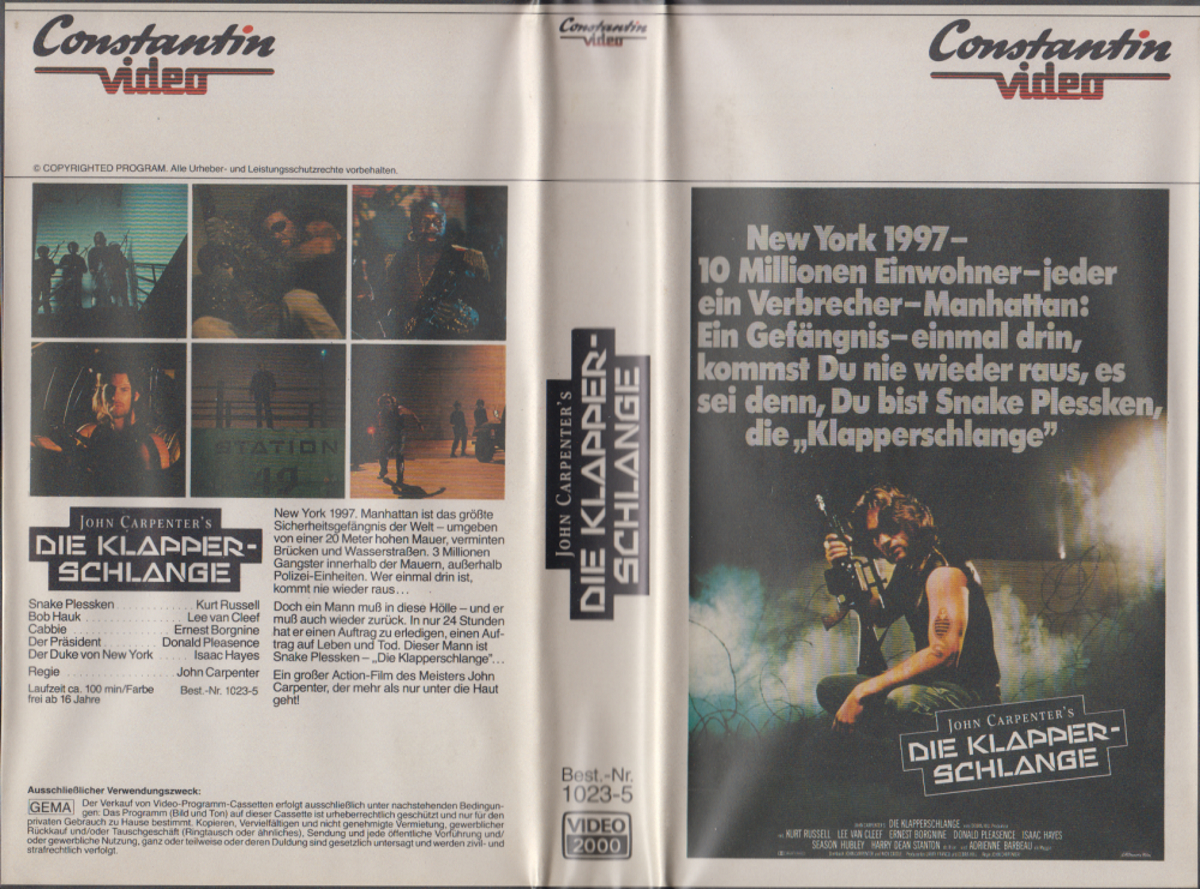 Constantin
video
© COPYRIGHTED PROGRAM. Alle Urheber- und Leistungsschutzrechte vorbehalten.
STATION
19
JOHN CARPENTER'S
DIE KLAPPER-
SCHLANGE
Snake Plessken . . . . . . . . . . . Kurt Russell
Bob Hauk . . . . . . . . . . . . . . Lee van Cleef
Cabbie . . . . . . . . . . . . . . Ernest Borgnine
Der Präsident . . . . . . . . . Donald Pleasence
Der Duke von New York . . . . . Isaac Hayes
Regie . . . . . . . . . . . . . . . . John Carpenter
Laufzeit ca. 100 min/Farbe Best.-Nr. 1023-5
frei ab 16 Jahre
New York 1997. Manhattan ist das größte
Sicherheitsgefängnis der Welt – umgeben
von einer 20 Meter hohen Mauer, verminten
Brücken und Wasserstraßen. 3 Millionen
Gangster innerhalb der Mauern, außerhalb
Polizei-Einheiten. Wer einmal drin ist,
kommt nie wieder raus . . .
Doch ein Mann muß in diese Hölle – und er
muß auch wieder zurück. In nur 24 Stunden
hat er einen Auftrag zu erledigen, einen Auf-
trag auf Leben und Tod. Dieser Mann ist
Snake Plessken – „Die Klapperschlange“. . .
Ein großer Action-Film des Meisters John
Carpenter, der mehr als nur unter die Haut
geht!
Ausschließlicher Verwendungszweck:
GEMA Der Verkauf von Video-Programm-Cassetten erfolgt ausschließlich unter nachstehenden Bedingun-
gen: Das Programm (Bild und Ton) auf dieser Cassette ist urheberrechtlich geschützt und nur für den
privaten Gebrauch zu Hause bestimmt. Kopieren, Vervielfältigen und nicht genehmigte Vermietung, gewerblicher
Rückkauf und/oder Tauschgeschäft (Ringtausch oder ähnliches), Sendung und jede öffentliche Vorführung und/
oder gewerbliche Nutzung, ganz oder teilweise oder deren Duldung sind gesetzlich untersagt und werden zivil- und
strafrechtlich verfolgt.
Constantin
video
JOHN CARPENTER'S
DIE KLAPPER-
SCHLANGE
Best.-Nr.
1023-5
VIDEO
2000
Constantin
video
New York 1997–
10 Millionen Einwohner–jeder
ein Verbrecher–Manhattan:
Ein Gefängnis–einmal drin,
kommst Du nie wieder raus, es
sei denn, Du bist Snake Plessken,
die „Klapperschlange”
JOHN CARPENTER'S
DIE KLAPPER-
SCHLANGE
JOHN CARPENTER'S DIE KLAPPERSCHLANGE
KURT RUSSELL LEE VAN CLEEF ERNEST BORGNINE DONALD PLEASENCE ISAAC HAYES
SEASON HUBLEY HARRY DEAN STANTON ADRIENNE BARBEAU